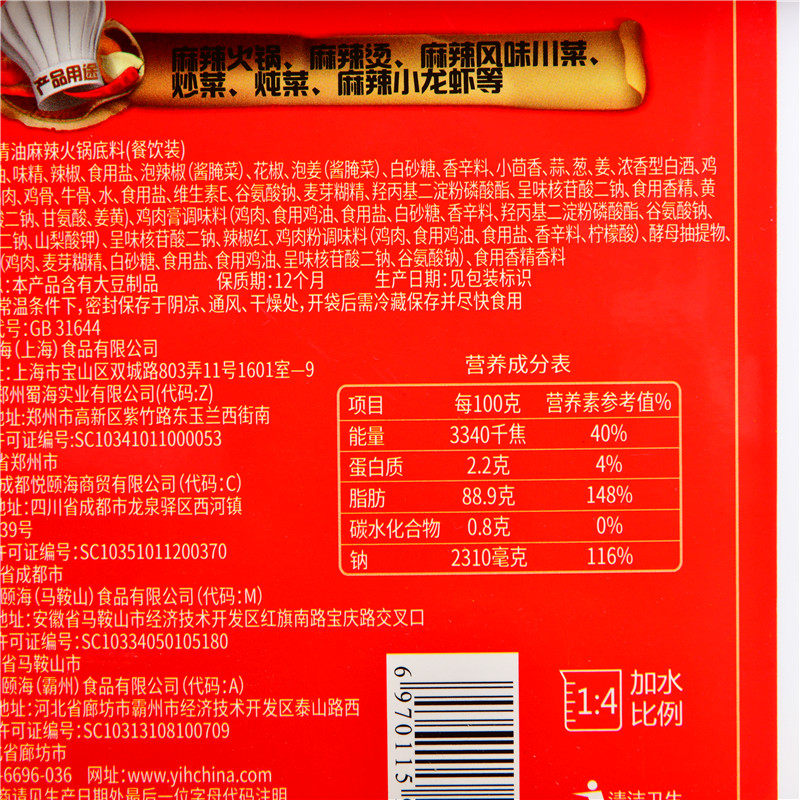 产品用途
麻辣火锅、麻辣烫、麻辣风味川菜、
炒菜、炖菜、麻辣小龙虾等
清油麻辣火锅底料(餐饮装)
油、味精、辣椒、食用盐、泡辣椒(酱腌菜)、花椒、泡姜(酱腌菜)、白砂糖、香辛料、小茴香、蒜、葱、姜、浓香型白酒、鸡
肉、鸡骨、牛骨、水、食用盐、维生素E、谷氨酸钠、麦芽糊精、羟丙基二淀粉磷酸酯、呈味核苷酸二钠、食用香精、黄
二钠、甘氨酸、姜黄)、鸡肉膏调味料(鸡肉、食用鸡油、食用盐、白砂糖、香辛料、羟丙基二淀粉磷酸酯、谷氨酸钠、
二钠、山梨酸钾)、呈味核苷酸二钠、辣椒红、鸡肉粉调味料(鸡肉、食用鸡油、食用盐、香辛料、柠檬酸)、酵母抽提物、
(鸡肉、麦芽糊精、白砂糖、食用盐、食用鸡油、呈味核苷酸二钠、谷氨酸钠)、食用香精香料
:本产品含有大豆制品 保质期:12个月 生产日期:见包装标识
常温条件下,密封保存于阴凉、通风、干燥处,开袋后需冷藏保存并尽快食用
代号:GB 31644
海(上海)食品有限公司
址:上海市宝山区双城路803弄11号1601室—9
郑州蜀海实业有限公司(代码:Z)
地址:郑州市高新区紫竹路东玉兰西街南
许可证编号:SC10341011000053
省郑州市
成都悦颐海商贸有限公司(代码:C)
地址:四川省成都市龙泉驿区西河镇
39号
许可证编号:SC10351011200370
省成都市
颐海(马鞍山)食品有限公司(代码:M)
地址:安徽省马鞍山市经济技术开发区红旗南路宝庆路交叉口
许可证编号:SC10334050105180
省马鞍山市
颐海(霸州)食品有限公司(代码:A)
地址:河北省廊坊市霸州市经济技术开发区泰山路西
许可证编号:SC10313108100709
省廊坊市
-6696-036 网址:www.yihchina.com
商请见生产日期处最后一位字母代码注明
营养成分表
项目 每100克 营养素参考值%
能量 3340千焦 40%
蛋白质 2.2克 4%
脂肪 88.9克 148%
碳水化合物 0.8克 0%
钠 2310毫克 116%
6 970115
1:4
加水
比例
清洁卫生